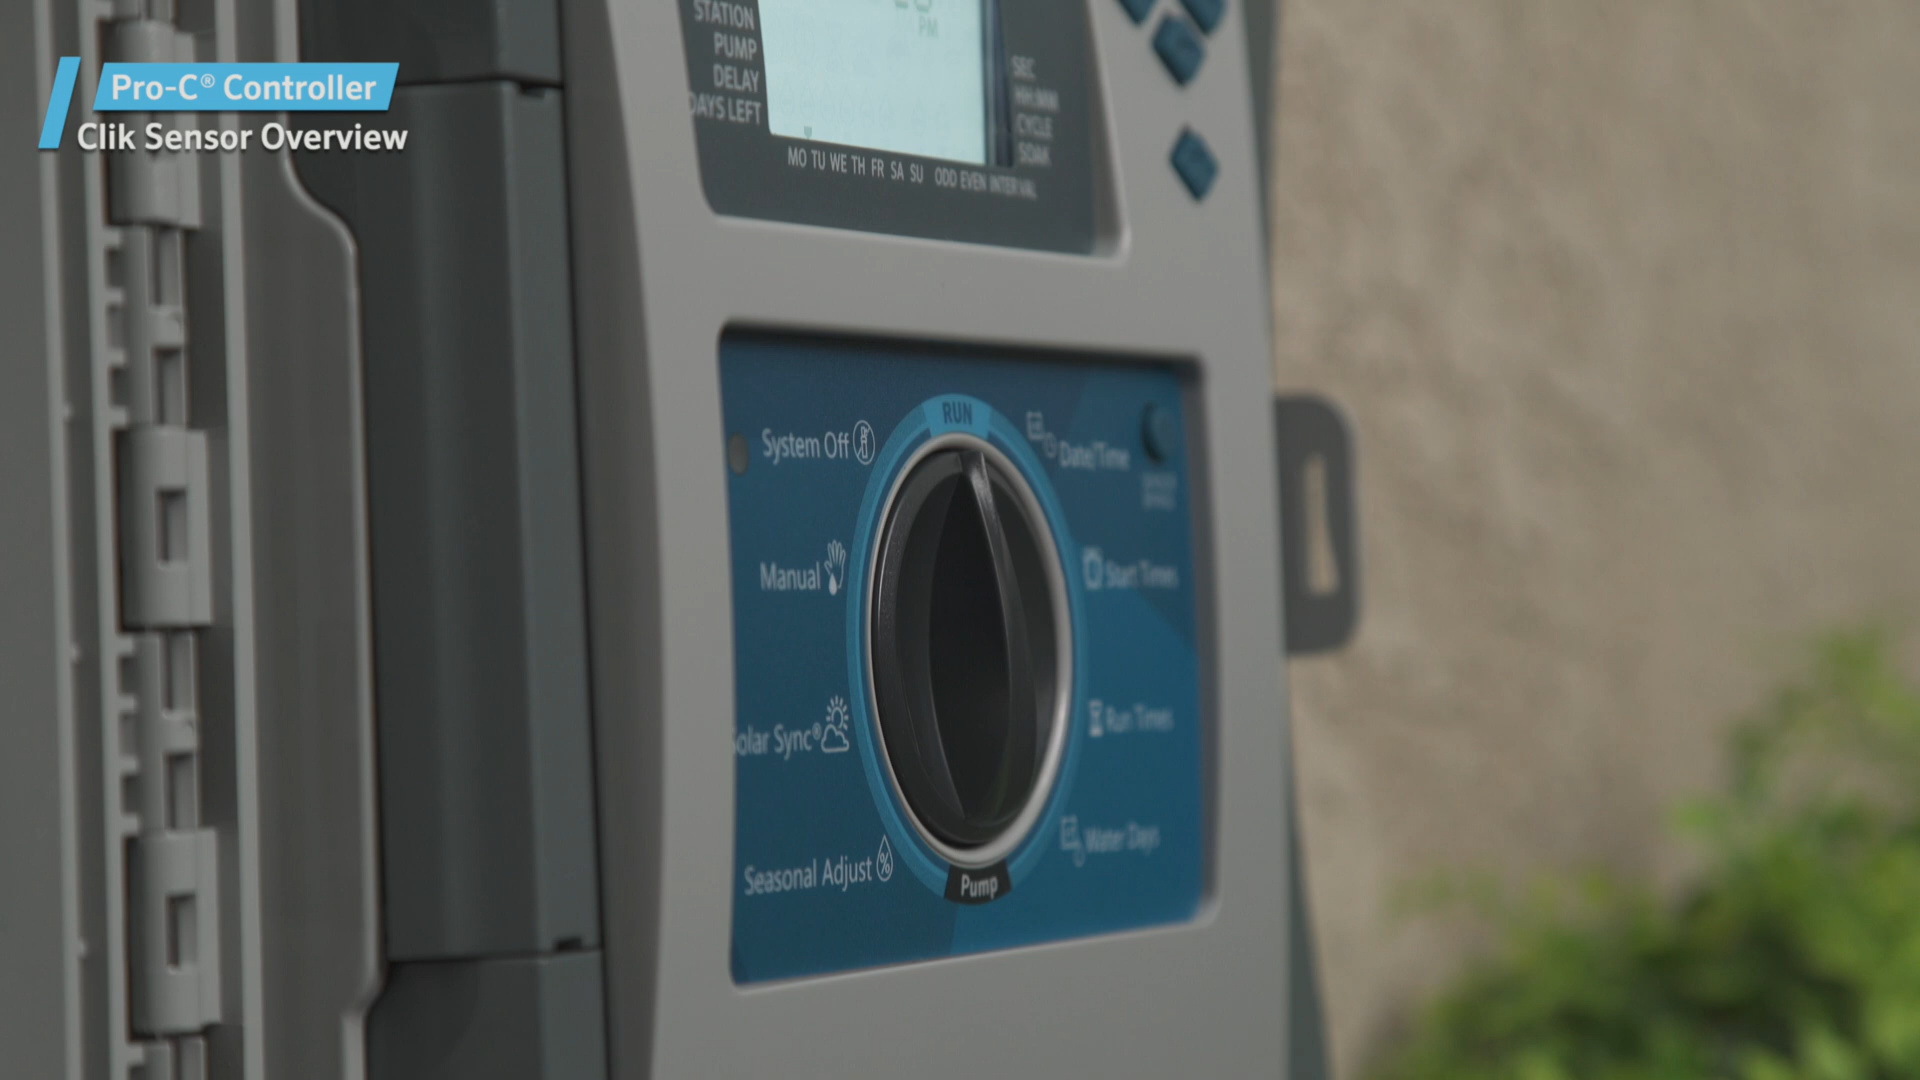 Pro-C® Controller
Clik Sensor Overview
STATION
PUMP
DELAY
DAYS LEFT
PM
SEC
HH:MM
CYCLE
SOAK
MO TU WE TH FR SA SU ODD EVEN INTERVAL
RUN
System Off
Date/Time
Manual
Start Times
Solar Sync®
Run Times
Seasonal Adjust
%
Water Days
Pump